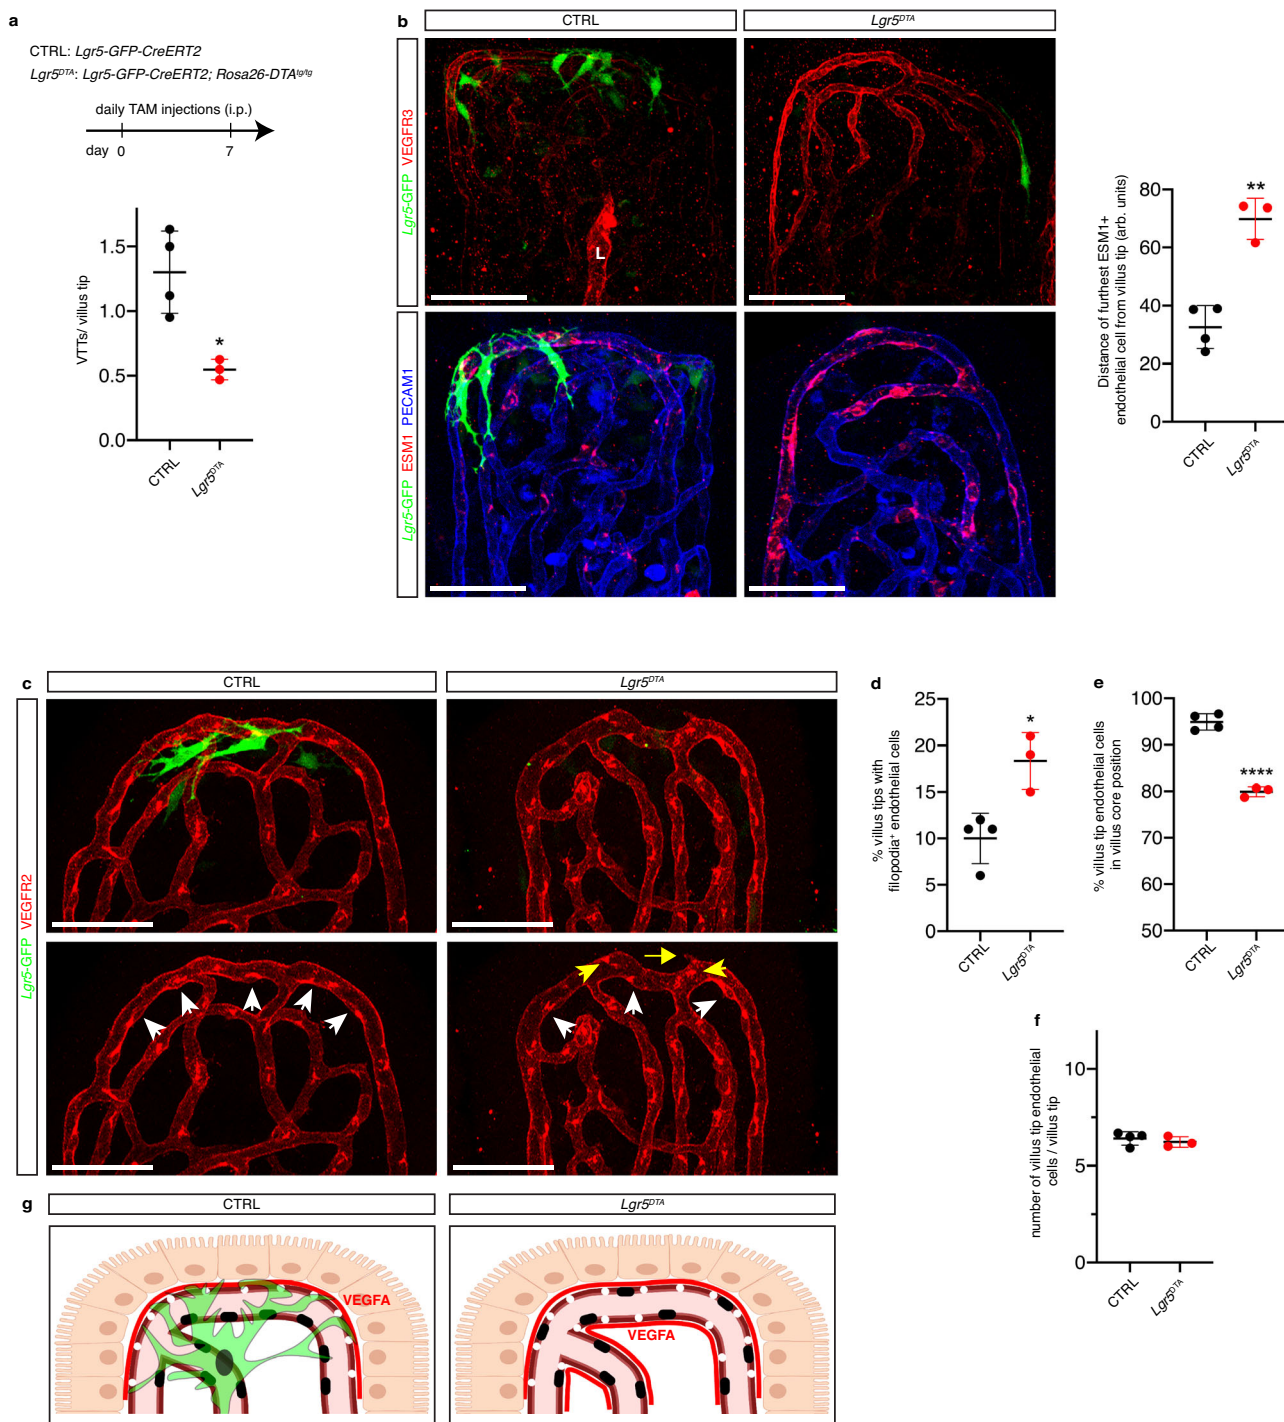 a
CTRL: Lgr5-GFP-CreERT2
Lgr5DTA: Lgr5-GFP-CreERT2; Rosa26-DTAtg/tg
daily TAM injections (i.p.)
day 0 7
VTTs/ villus tip
1.5
1.0
0.5
0.0
*
CTRL
Lgr5DTA
b
CTRL
Lgr5DTA
Lgr5-GFP VEGFR3
L
Lgr5-GFP ESM1 PECAM1
Distance of furthest ESM1+
endothelial cell from villus tip (arb. units)
80
60
40
20
0
**
CTRL
Lgr5DTA
c
CTRL
Lgr5DTA
Lgr5-GFP VEGFR2
d
% villus tips with
filopodia+ endothelial cells
25
20
15
10
5
0
*
CTRL
Lgr5DTA
e
% villus tip endothelial cells
in villus core position
100
90
80
70
60
50
****
CTRL
Lgr5DTA
f
number of villus tip endothelial
cells / villus tip
10
5
0
CTRL
Lgr5DTA
g
CTRL
Lgr5DTA
VEGFA
VEGFA